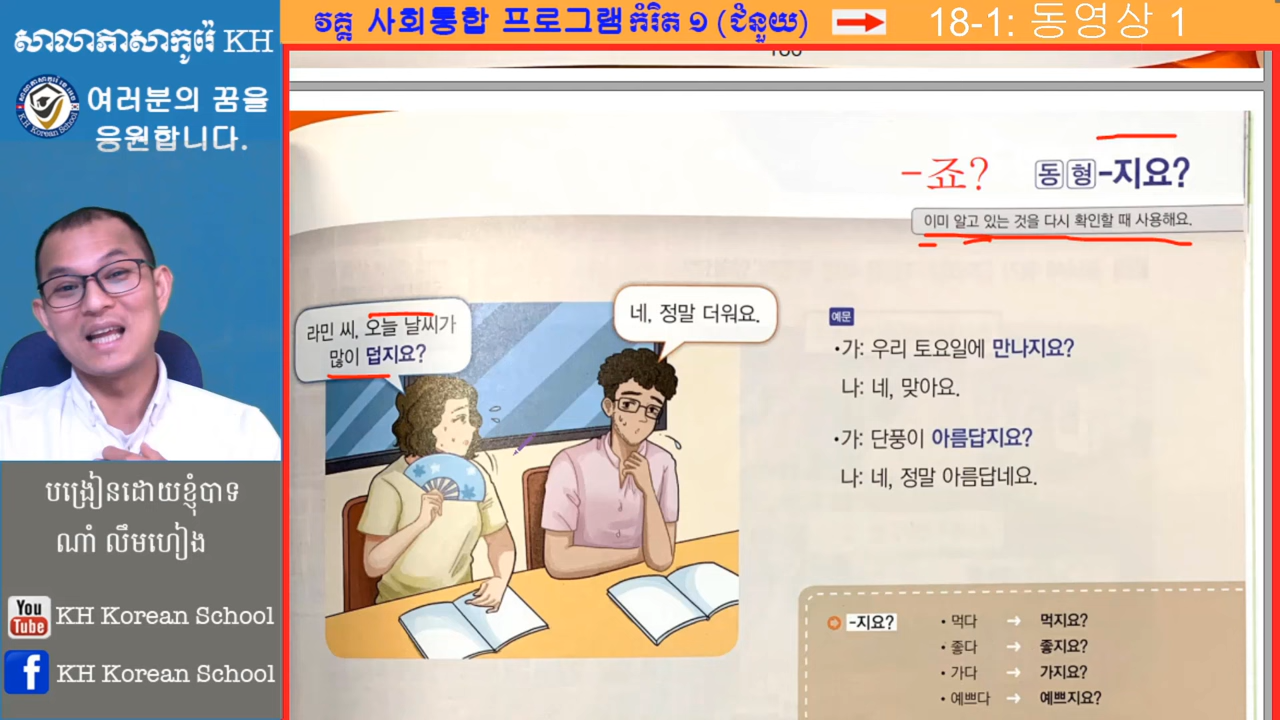 សាលាភាសាកូរ៉េ KH
여러분의 꿈을
응원합니다.
វគ្គ 사회통합 프로그램 កំរិត ១ (ជំនួយ)
18-1: 동영상 1
-죠?
동 형 -지요?
이미 알고 있는 것을 다시 확인할 때 사용해요.
라민 씨, 오늘 날씨가
많이 덥지요?
네, 정말 더워요.
예문
•가: 우리 토요일에 만나지요?
나: 네, 맞아요.
•가: 단풍이 아름답지요?
나: 네, 정말 아름답네요.
-지요?
• 먹다 → 먹지요?
• 좋다 → 좋지요?
• 가다 → 가지요?
• 예쁘다 → 예쁘지요?
បង្រៀនដោយខ្ញុំបាទ
ណាំ លឹមហៀង
You
Tube
KH Korean School
f KH Korean School